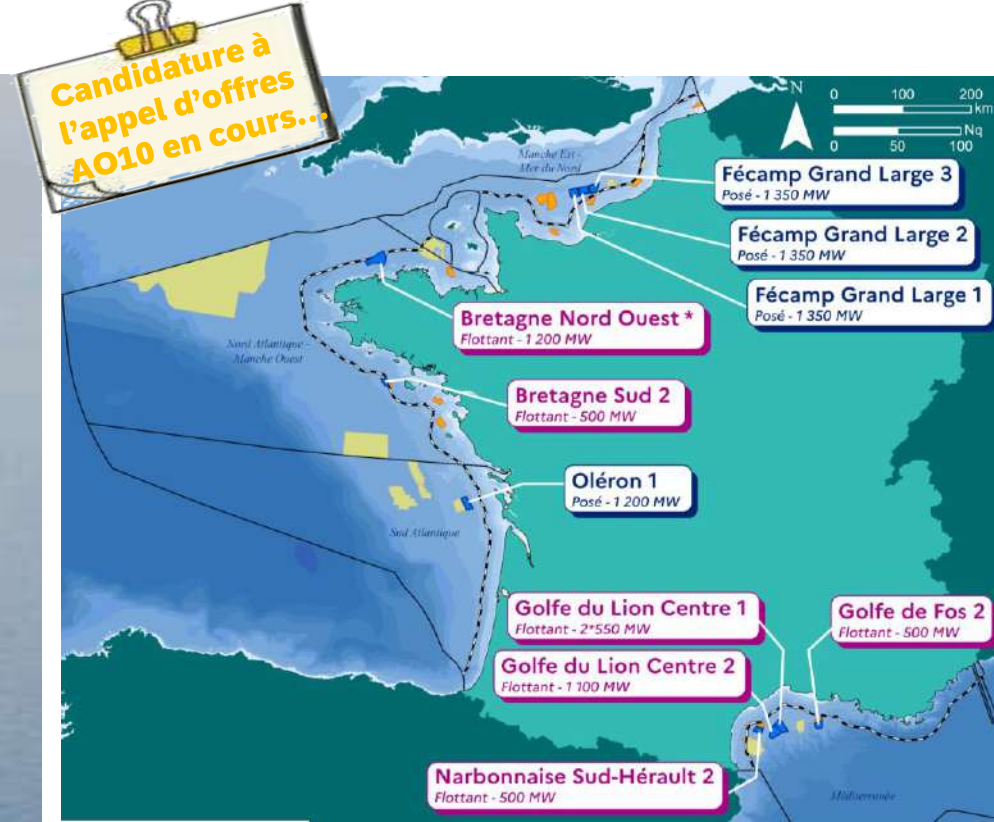 Candidature à
l'appel d'offres
AO10 en cours...
N
0 100 200
km
Nq
0 50 100
Manche Est -
Mer du Nord
Fécamp Grand Large 3
Posé - 1 350 MW
Fécamp Grand Large 2
Posé - 1 350 MW
Fécamp Grand Large 1
Posé - 1 350 MW
Bretagne Nord Ouest *
Flottant - 1 200 MW
Nord Atlantique -
Manche Ouest
Bretagne Sud 2
Flottant - 500 MW
Oléron 1
Posé - 1 200 MW
Sud Atlantique
Golfe du Lion Centre 1
Flottant - 2*550 MW
Golfe de Fos 2
Flottant - 500 MW
Golfe du Lion Centre 2
Flottant - 1 100 MW
Narbonnaise Sud-Hérault 2
Flottant - 500 MW
Méditerranée